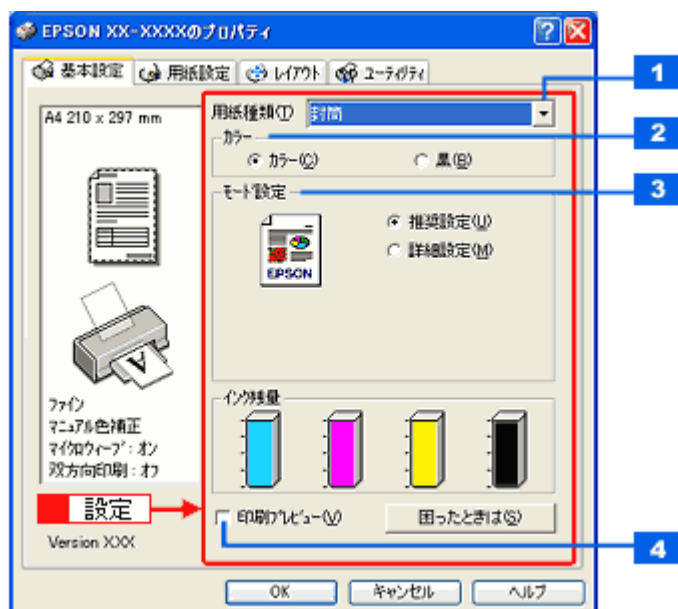 EPSON XX-XXXXのプロパティ
基本設定 用紙設定 レイアウト ユーティリティ
A4 210 x 297 mm
用紙種類(T) 封筒
1
カラー
2
カラー(C) 黒(B)
モード設定
3
推奨設定(U)
詳細設定(M)
EPSON
A
ファイン
マニュアル色補正
マイクロウィーブ : オン
双方向印刷 : オフ
インク残量
設定
印刷プレビュー(V) 困ったときは(S)
Version XXX
4
OK キャンセル ヘルプ